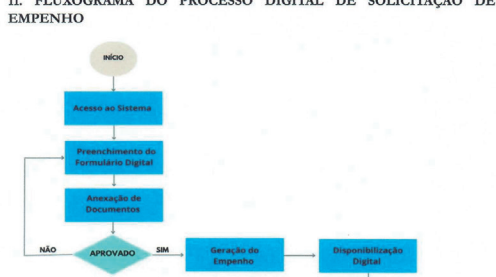 11. FLUXOGRAMA DO PROCESSO DIGITAL DE SOLICITAÇÃO DE
EMPENHO
INÍCIO
Acesso ao Sistema
Preenchimento do
Formulário Digital
Anexação de
Documentos
NÃO
APROVADO
SIM
Geração do
Empenho
Disponibilização
Digital